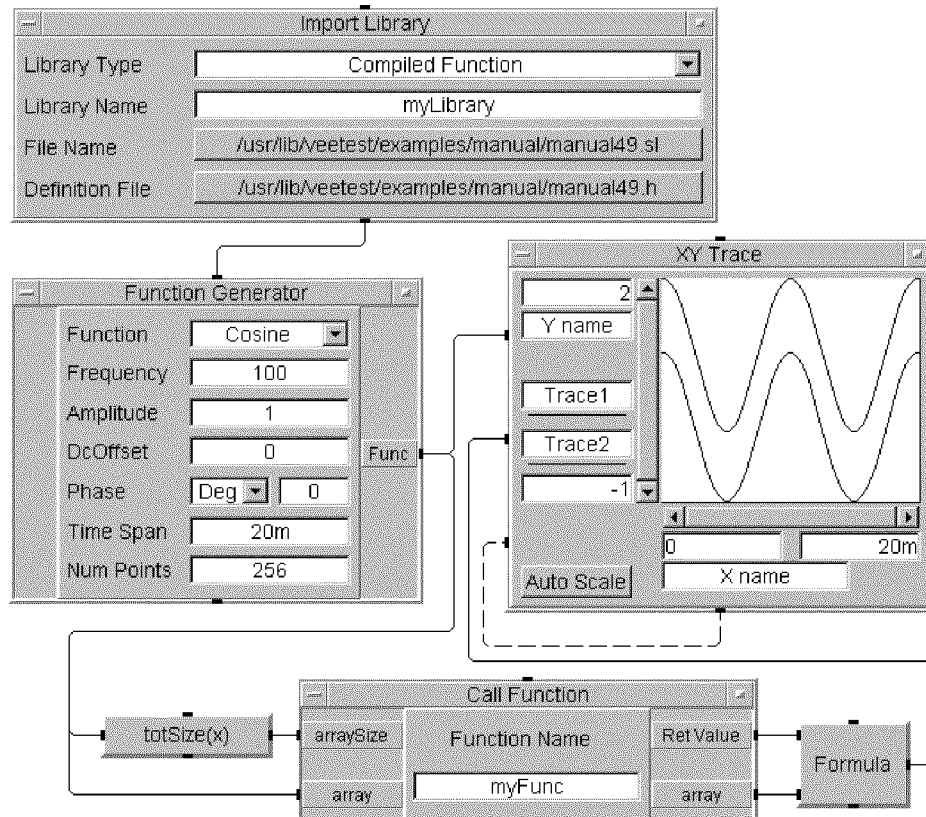 Import Library
Library Type Compiled Function
Library Name myLibrary
File Name /usr/lib/veetest/examples/manual/manual49.sl
Definition File /usr/lib/veetest/examples/manual/manual49.h
Function Generator
Function Cosine
Frequency 100
Amplitude 1
DcOffset 0
Phase Deg 0
Time Span 20m
Num Points 256
Func
XY Trace
2
Y name
Trace1
Trace2
-1
0 20m
X name
Auto Scale
totSize(x)
Call Function
arraySize Function Name Ret Value
array myFunc array
Formula